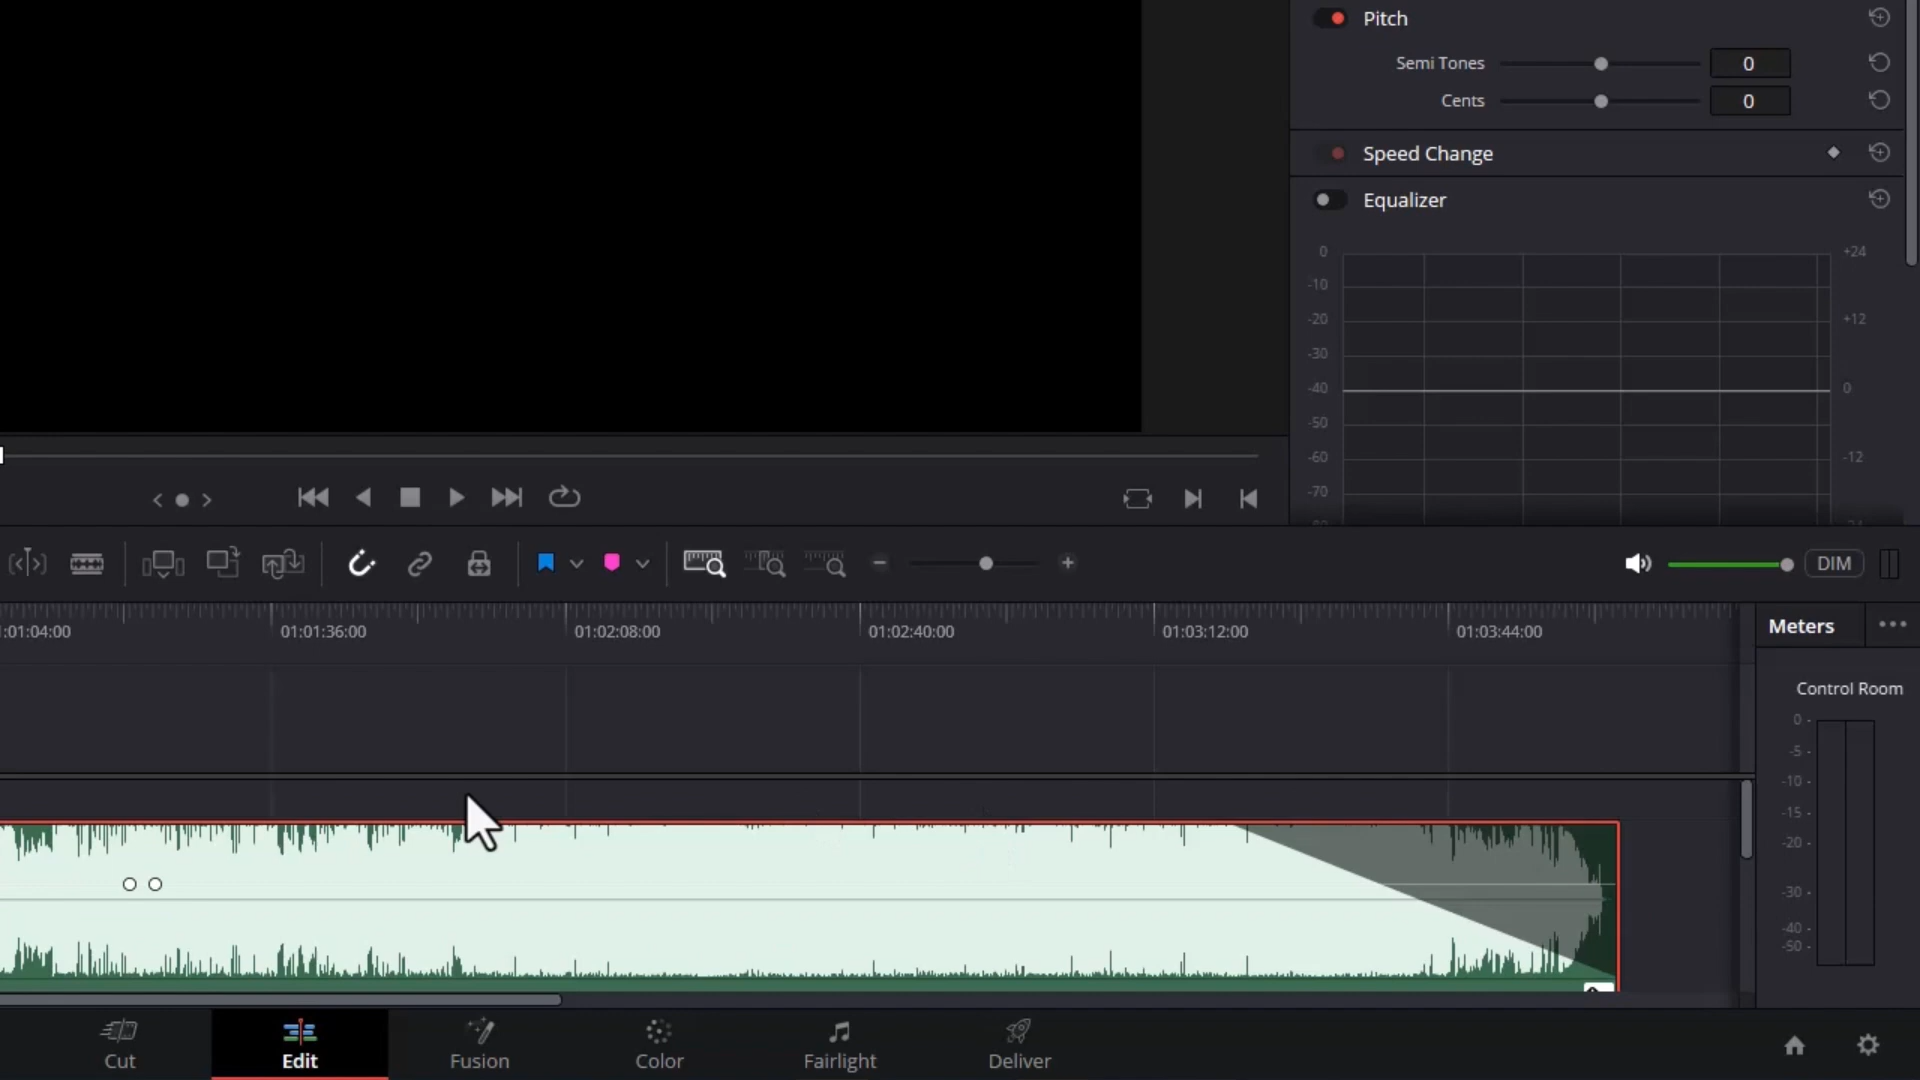 Pitch
Semi Tones 0
Cents 0
Speed Change
Equalizer
0 +24
-10
-20 +12
-30
-40 0
-50
-60 -12
-70
DIM
01:01:36:00 01:02:08:00 01:02:40:00 01:03:12:00 01:03:44:00
:01:04:00
Meters
Control Room
0
-5
-10
-15
-20
-30
-40
-50
Cut Edit Fusion Color Fairlight Deliver